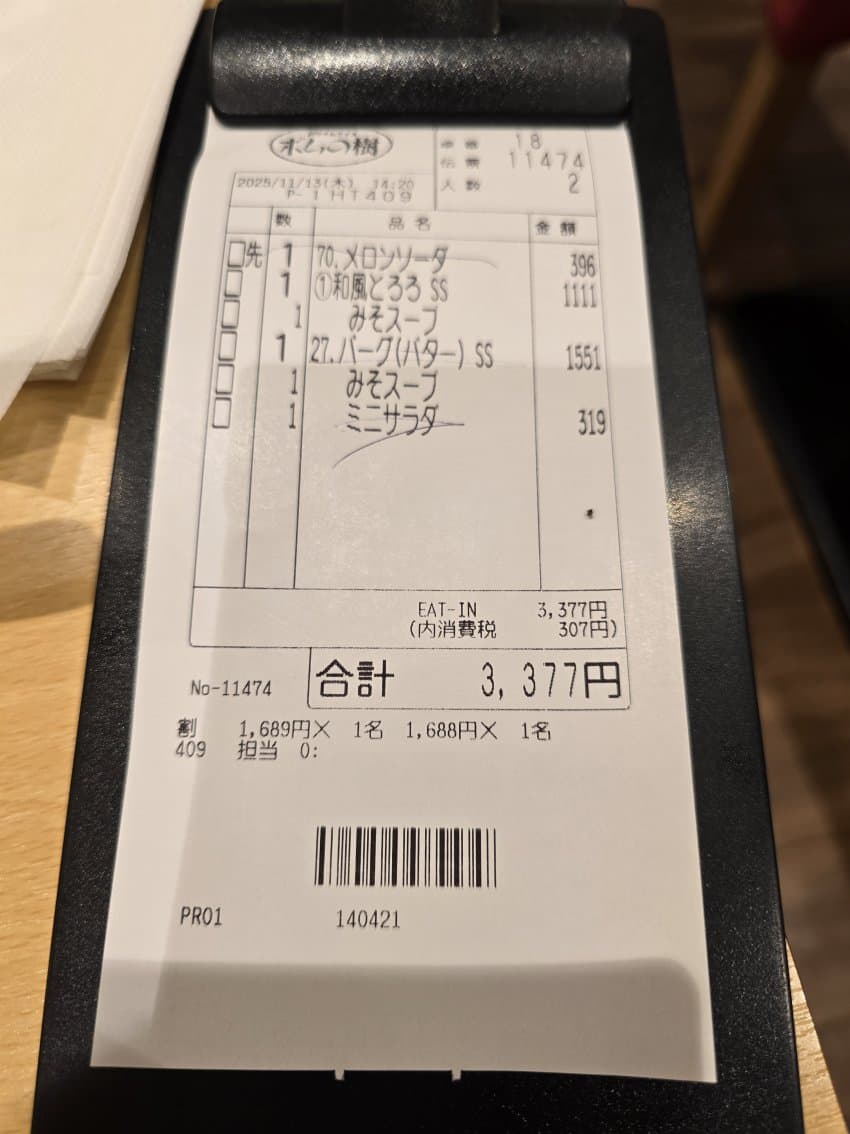 ポムの樹
卓番 18
伝票 11474
人数 2
2025/11/13(木) 14:20
P-1HT409
数 品名 金額
先 1 70.メロンソーダ 396
1 ①和風とろろ SS 1111
1 みそスープ
1 27.バーグ(バター) SS 1551
1 みそスープ
1 ミニサラダ 319
EAT-IN 3,377円
(内消費税 307円)
No-11474 合計 3,377円
割 1,689円× 1名 1,688円× 1名
409 担当 0:
PR01 140421